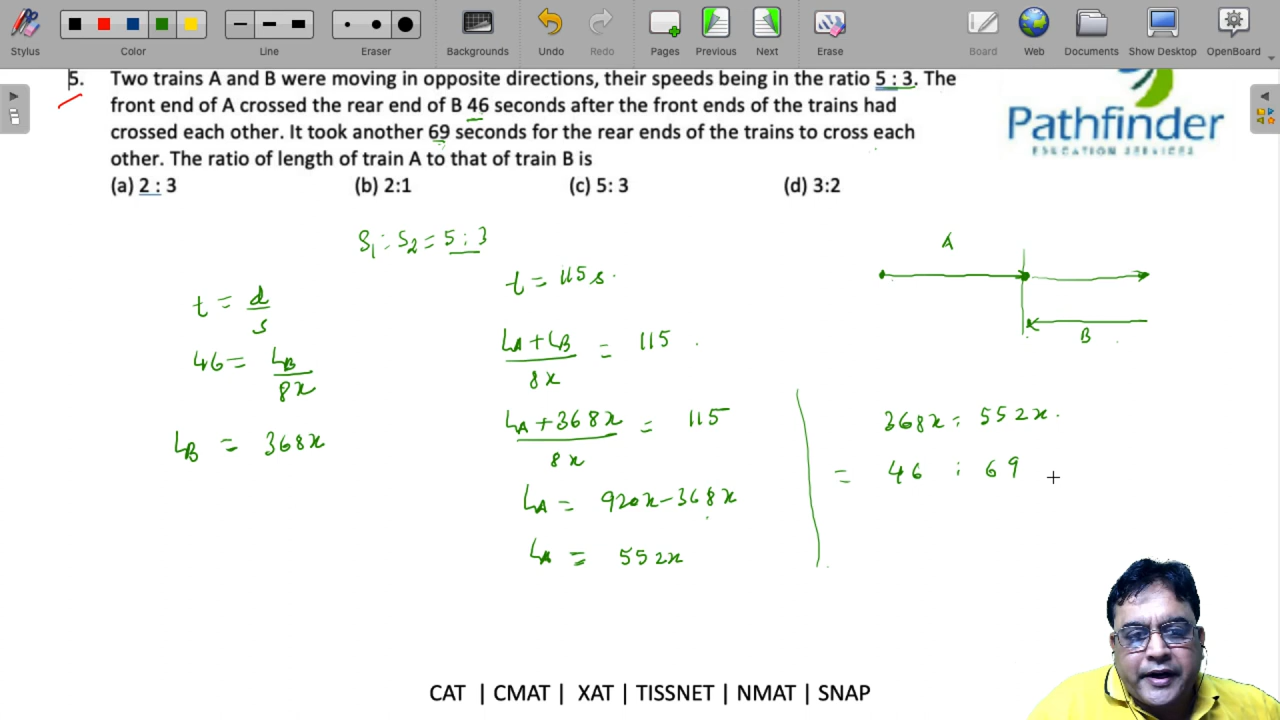 Stylus Color Line Eraser Backgrounds Undo Redo Pages Previous Next Erase Board Web Documents Show Desktop OpenBoard
5. Two trains A and B were moving in opposite directions, their speeds being in the ratio 5 : 3. The
front end of A crossed the rear end of B 46 seconds after the front ends of the trains had
crossed each other. It took another 69 seconds for the rear ends of the trains to cross each
other. The ratio of length of train A to that of train B is
(a) 2 : 3 (b) 2:1 (c) 5: 3 (d) 3:2
Pathfinder
EDUCATION SERVICES
S₁ : S₂ = 5 : 3
t = d/s
46 = LB/8x
LB = 368x
t = 115 s.
LA + LB/8x = 115
LA + 368x/8x = 115
LA = 920x - 368x
LA = 552x
A
B
368x : 552x.
= 46 : 69
CAT | CMAT | XAT | TISSNET | NMAT | SNAP